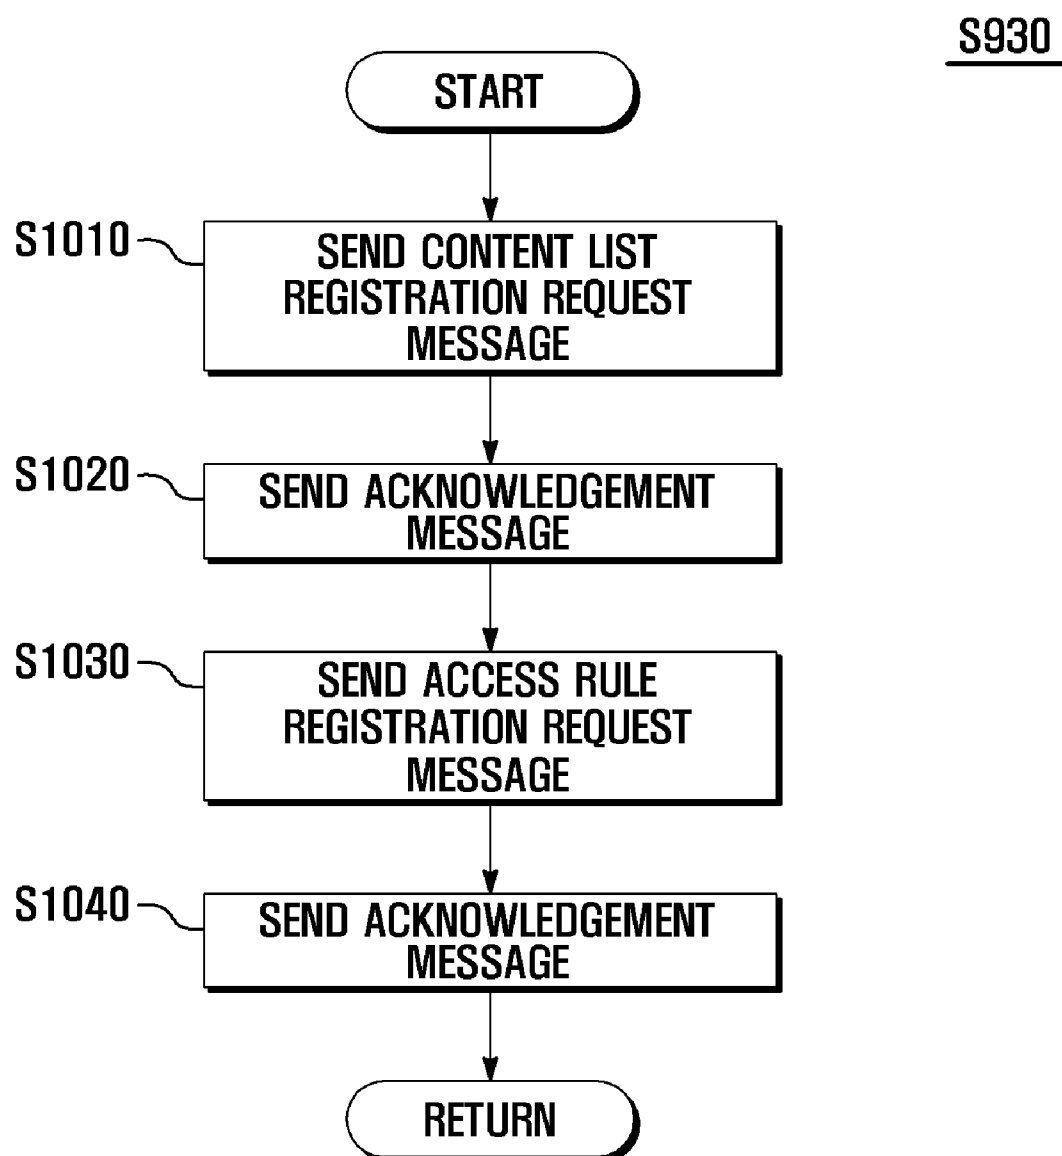 S930
START
S1010
SEND CONTENT LIST
REGISTRATION REQUEST
MESSAGE
S1020
SEND ACKNOWLEDGEMENT
MESSAGE
S1030
SEND ACCESS RULE
REGISTRATION REQUEST
MESSAGE
S1040
SEND ACKNOWLEDGEMENT
MESSAGE
RETURN